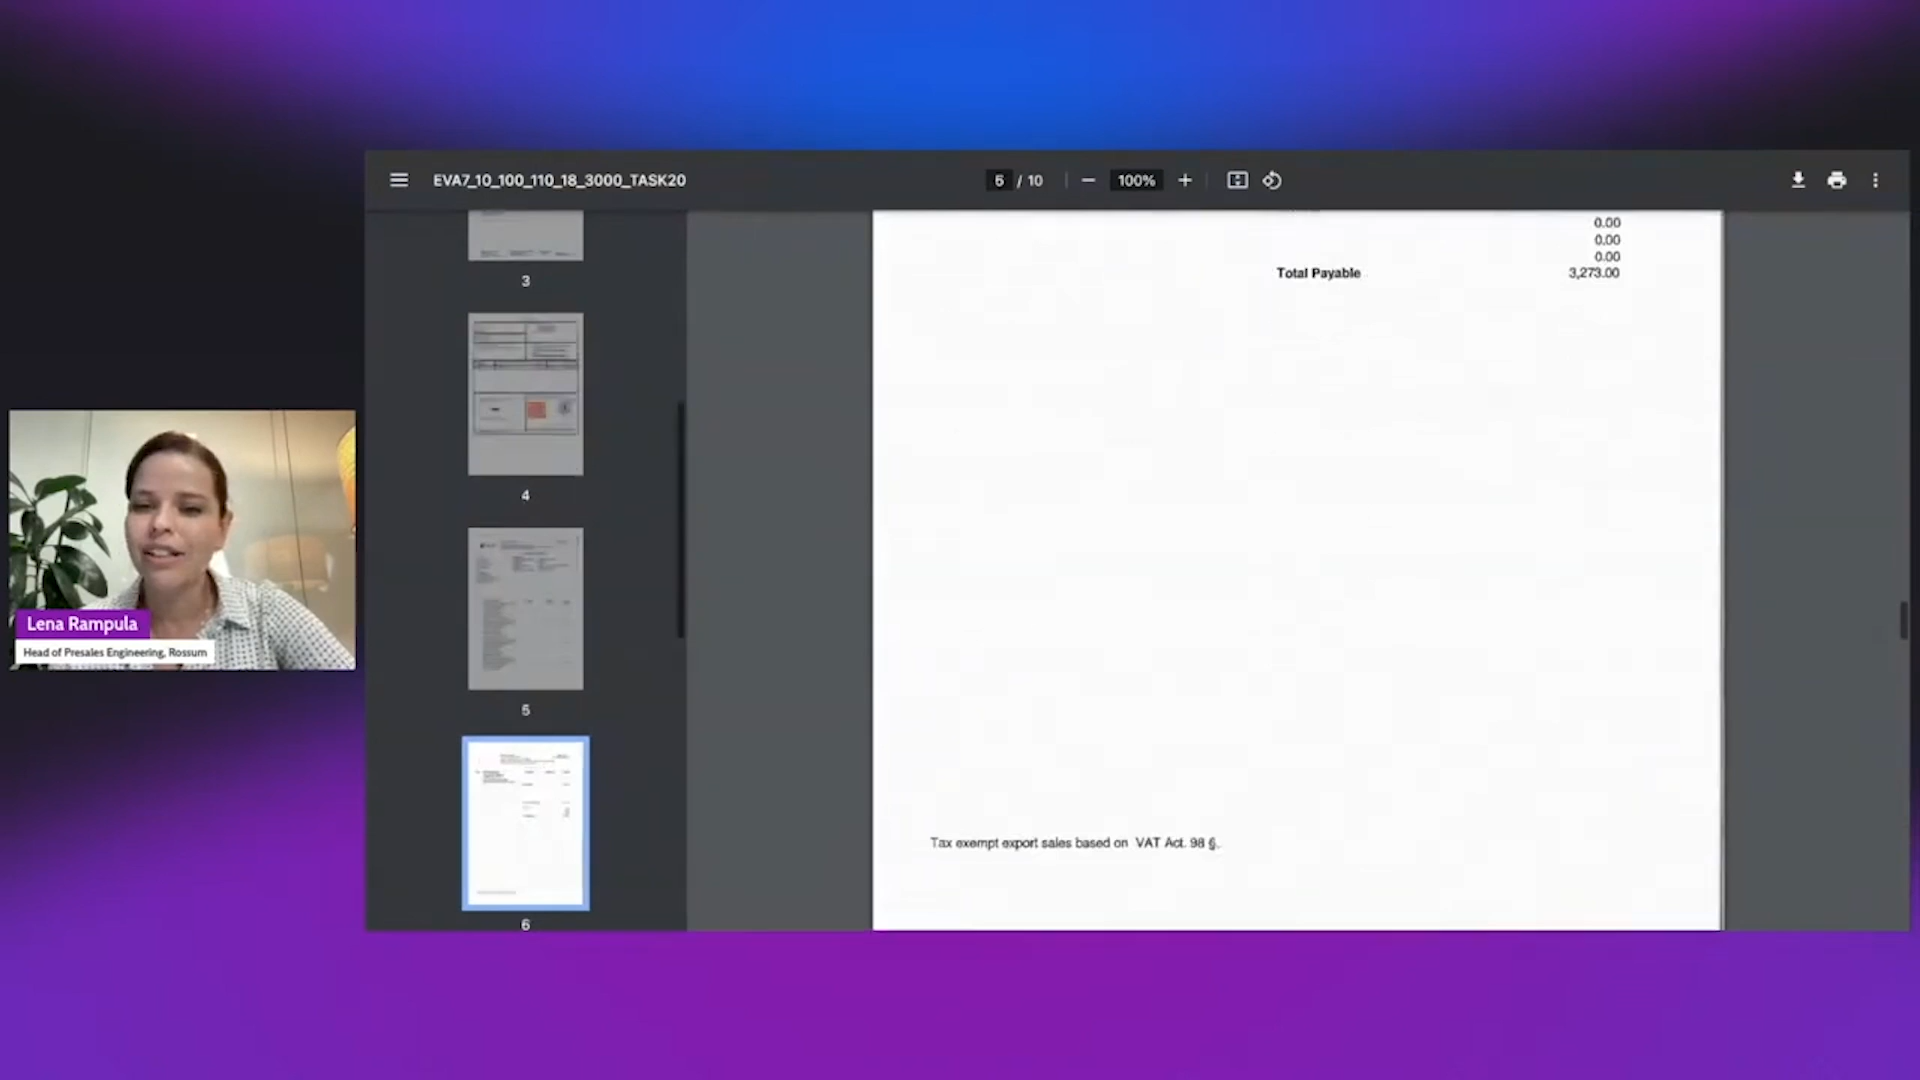 EVA7_10_100_110_18_3000_TASK20
6 / 10
100%
3
4
5
6
0.00
0.00
0.00
Total Payable 3,273.00
Tax exempt export sales based on VAT Act. 98 §.
Lena Rampula
Head of Presales Engineering, Rossum